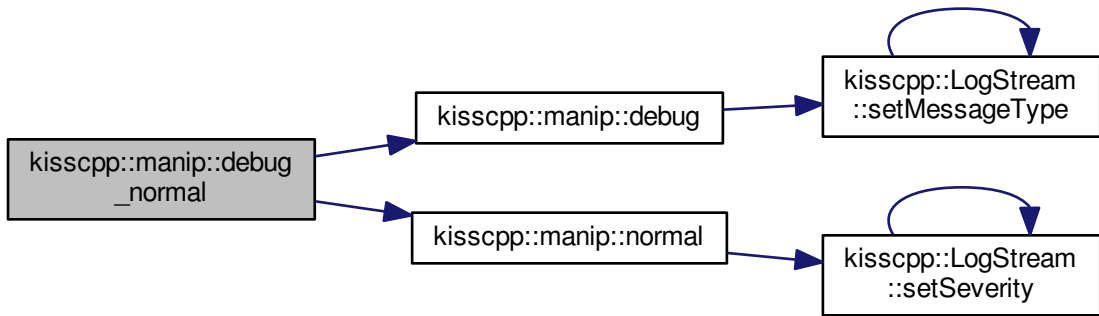 kisscpp::manip::debug
_normal
kisscpp::manip::debug
kisscpp::LogStream
::setMessageType
kisscpp::manip::normal
kisscpp::LogStream
::setSeverity